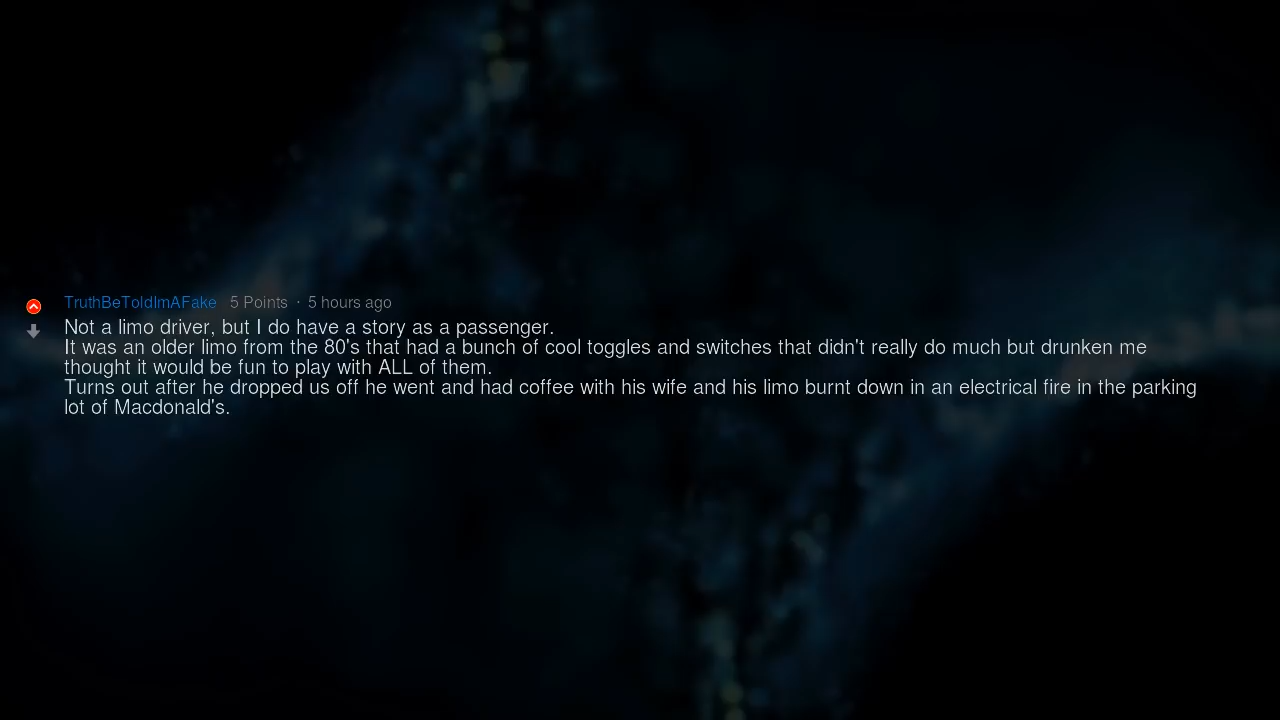 TruthBeToldImAFake 5 Points · 5 hours ago
Not a limo driver, but I do have a story as a passenger.
It was an older limo from the 80's that had a bunch of cool toggles and switches that didn't really do much but drunken me
thought it would be fun to play with ALL of them.
Turns out after he dropped us off he went and had coffee with his wife and his limo burnt down in an electrical fire in the parking
lot of Macdonald's.